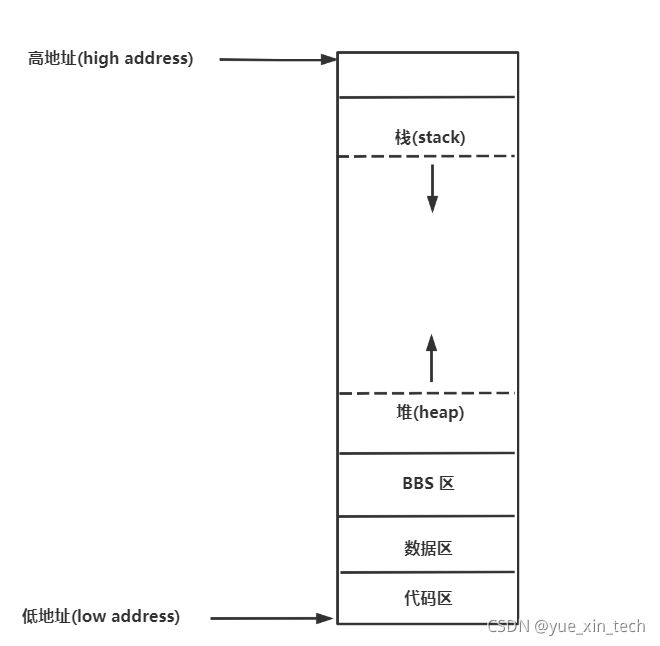 高地址(high address)
栈(stack)
堆(heap)
BBS 区
数据区
代码区
低地址(low address)
CSDN @yue_xin_tech